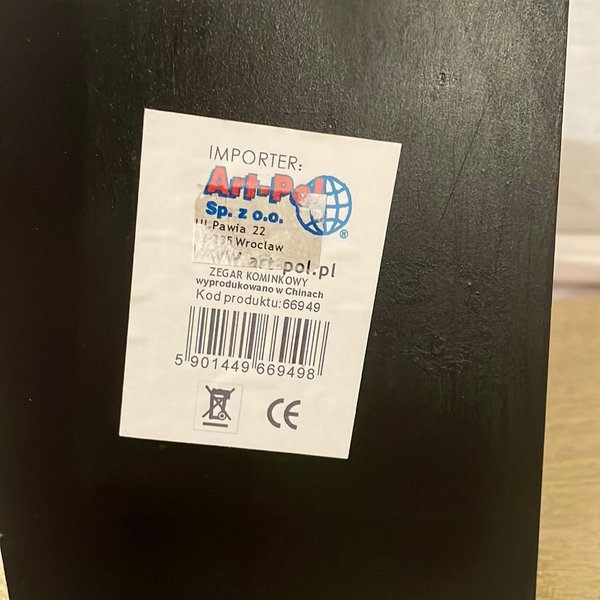 IMPORTER:
Art-Pol
Sp. z o.o.
®
Ul.Pawia 22
Wroclaw
www.art-pol.pl
ZEGAR KOMINKOWY
wyprodukowano w Chinach
Kod produktu:66949
5 901449 669498
CE